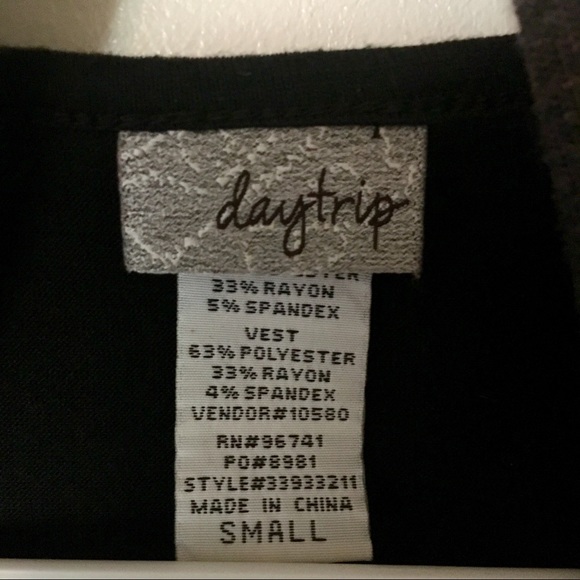 daytrip
33% RAYON
5% SPANDEX
VEST
63% POLYESTER
33% RAYON
4% SPANDEX
VENDOR#10580
RN#96741
PO#8981
STYLE#33933211
MADE IN CHINA
SMALL